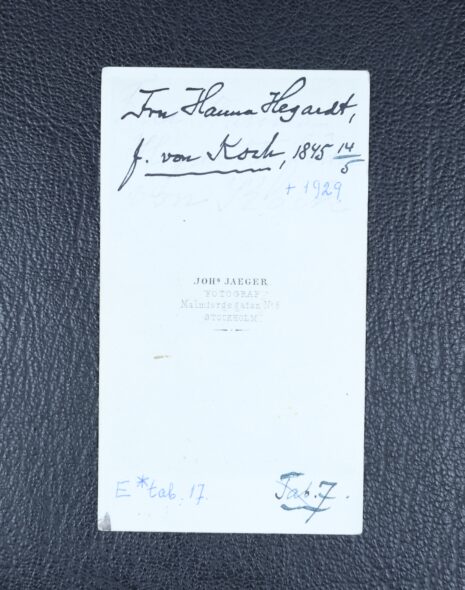 Fru Hanna Hegardt,
f. von Koch, 1845 14/5
+ 1929
JOHs JAEGER
FOTOGRAF
Malmtorgsgatan No 6
STOCKHOLM
E*tab. 17.
Tab. 7.